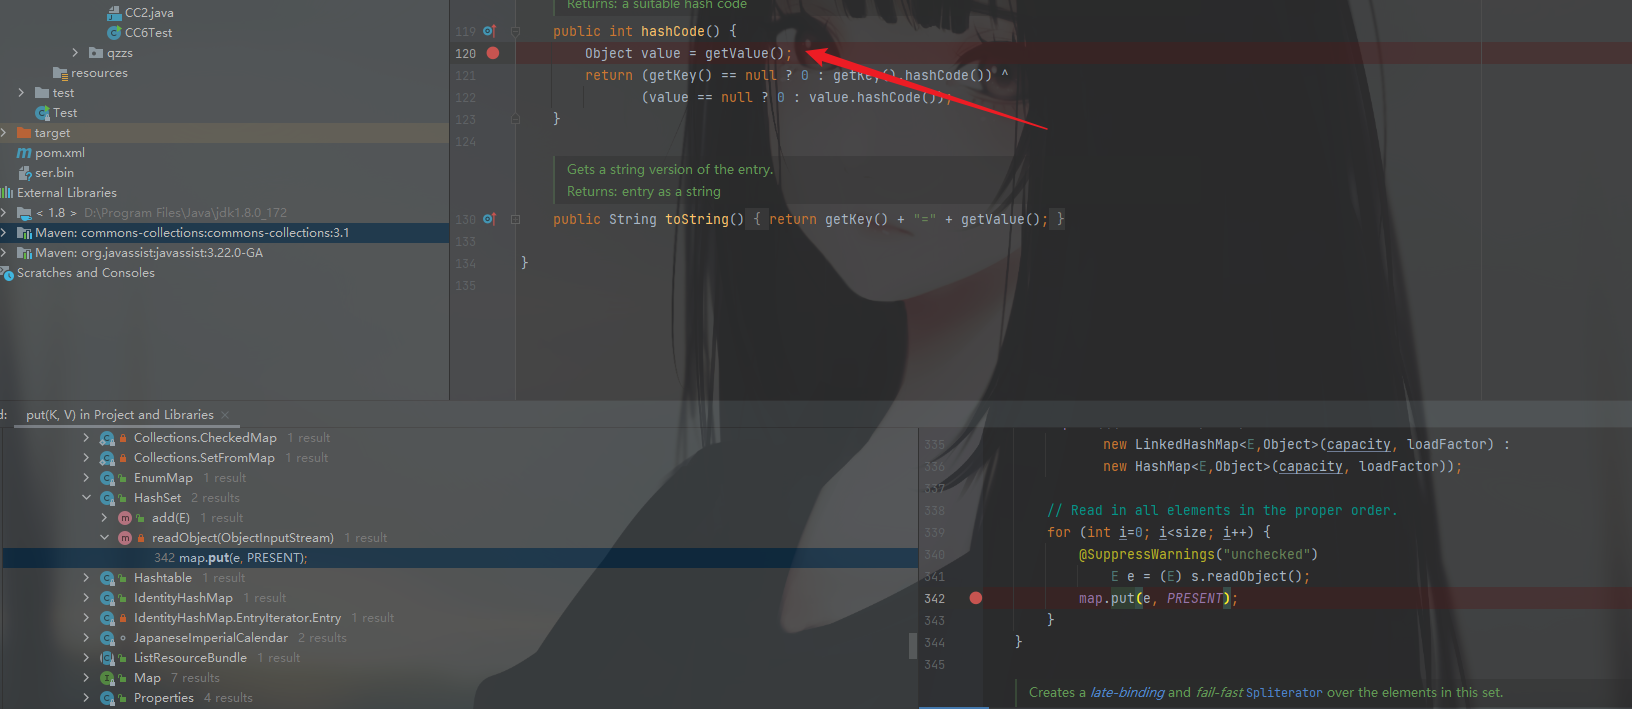 CC2.java
CC6Test
qzzs
resources
test
Test
target
pom.xml
ser.bin
External Libraries
< 1.8 > D:\Program Files\Java\jdk1.8.0_172
Maven: commons-collections:commons-collections:3.1
Maven: org.javassist:javassist:3.22.0-GA
Scratches and Consoles
Returns: a suitable hash code
119 public int hashCode() {
120 Object value = getValue();
121 return (getKey() == null ? 0 : getKey().hashCode()) ^
122 (value == null ? 0 : value.hashCode());
123 }
124
Gets a string version of the entry.
Returns: entry as a string
130 public String toString() { return getKey() + "=" + getValue(); }
133
134 }
135
d: put(K, V) in Project and Libraries
Collections.CheckedMap 1 result
Collections.SetFromMap 1 result
EnumMap 1 result
HashSet 2 results
add(E) 1 result
readObject(ObjectInputStream) 1 result
342 map.put(e, PRESENT);
Hashtable 1 result
IdentityHashMap 1 result
IdentityHashMap.EntryIterator.Entry 1 result
JapaneseImperialCalendar 2 results
ListResourceBundle 1 result
Map 7 results
Properties 4 results
335 new LinkedHashMap<E,Object>(capacity, loadFactor) :
336 new HashMap<E,Object>(capacity, loadFactor));
337
338 // Read in all elements in the proper order.
339 for (int i=0; i<size; i++) {
340 @SuppressWarnings("unchecked")
341 E e = (E) s.readObject();
342 map.put(e, PRESENT);
343 }
344 }
345
Creates a late-binding and fail-fast Spliterator over the elements in this set.